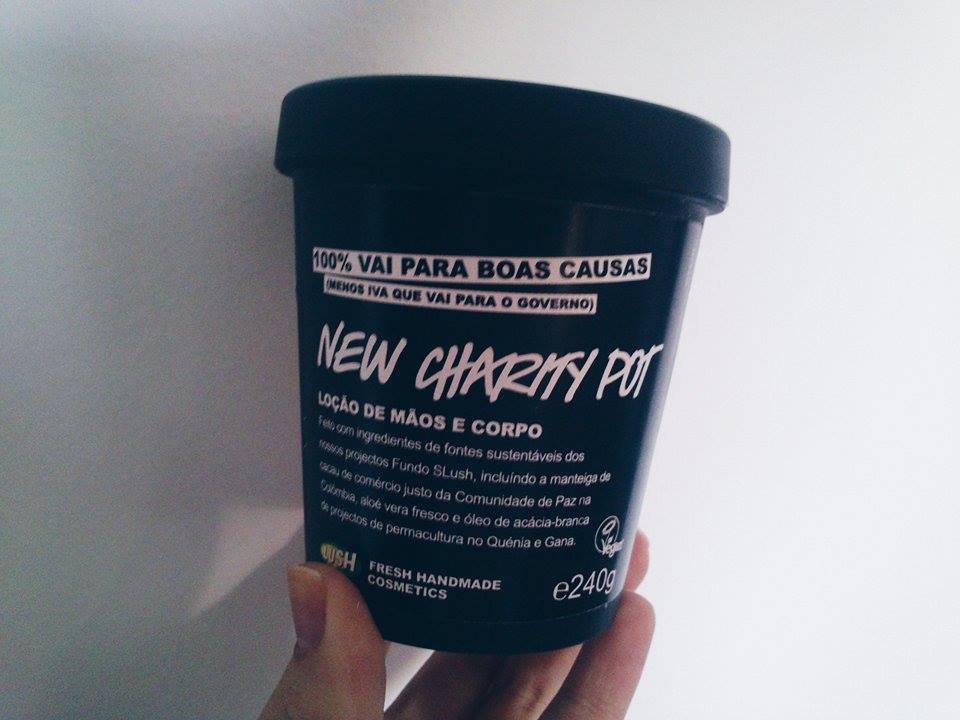 100% VAI PARA BOAS CAUSAS
(MENOS IVA QUE VAI PARA O GOVERNO)
NEW CHARITY POT
LOÇÃO DE MÃOS E CORPO
Feito com ingredientes de fontes sustentáveis dos
nossos projectos Fundo SLush, incluíndo a manteiga de
cacau de comércio justo da Comunidade de Paz na
Colômbia, aloé vera fresco e óleo de acácia-branca
de projectos de permacultura no Quénia e Gana.
Vegan
LUSH FRESH HANDMADE
COSMETICS
e240g